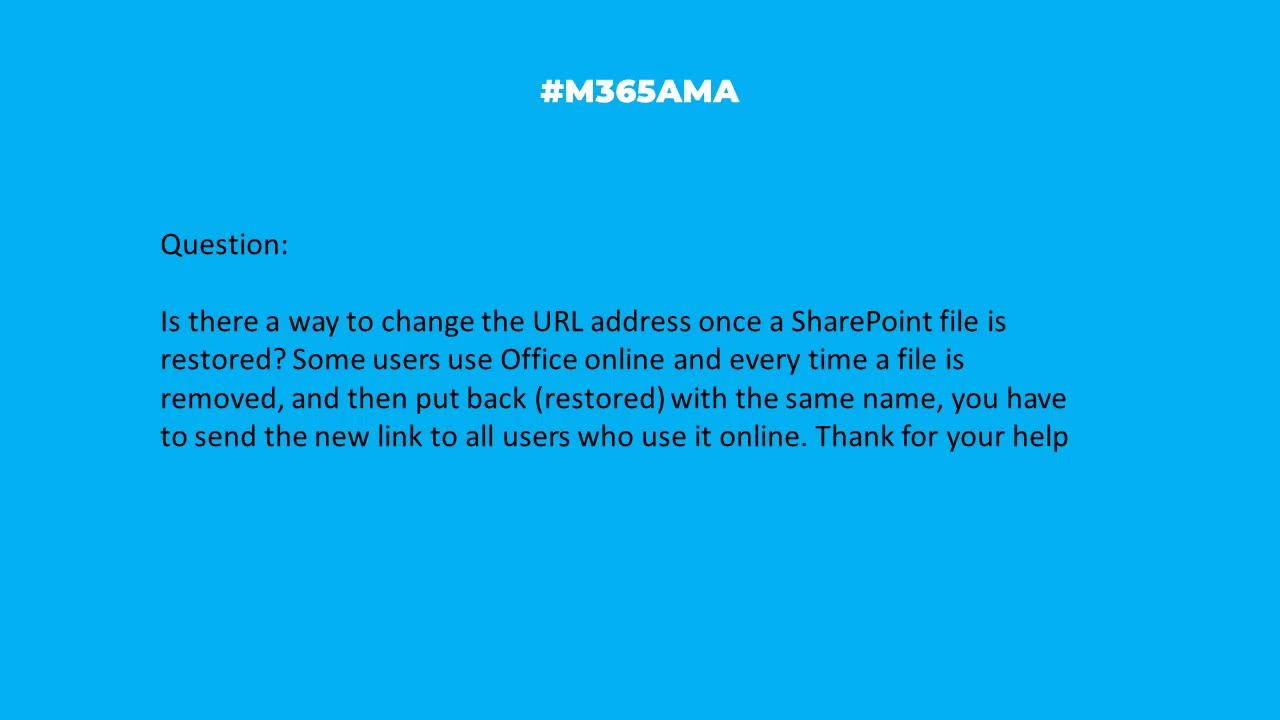 #M365AMA
Question:
Is there a way to change the URL address once a SharePoint file is
restored? Some users use Office online and every time a file is
removed, and then put back (restored) with the same name, you have
to send the new link to all users who use it online. Thank for your help